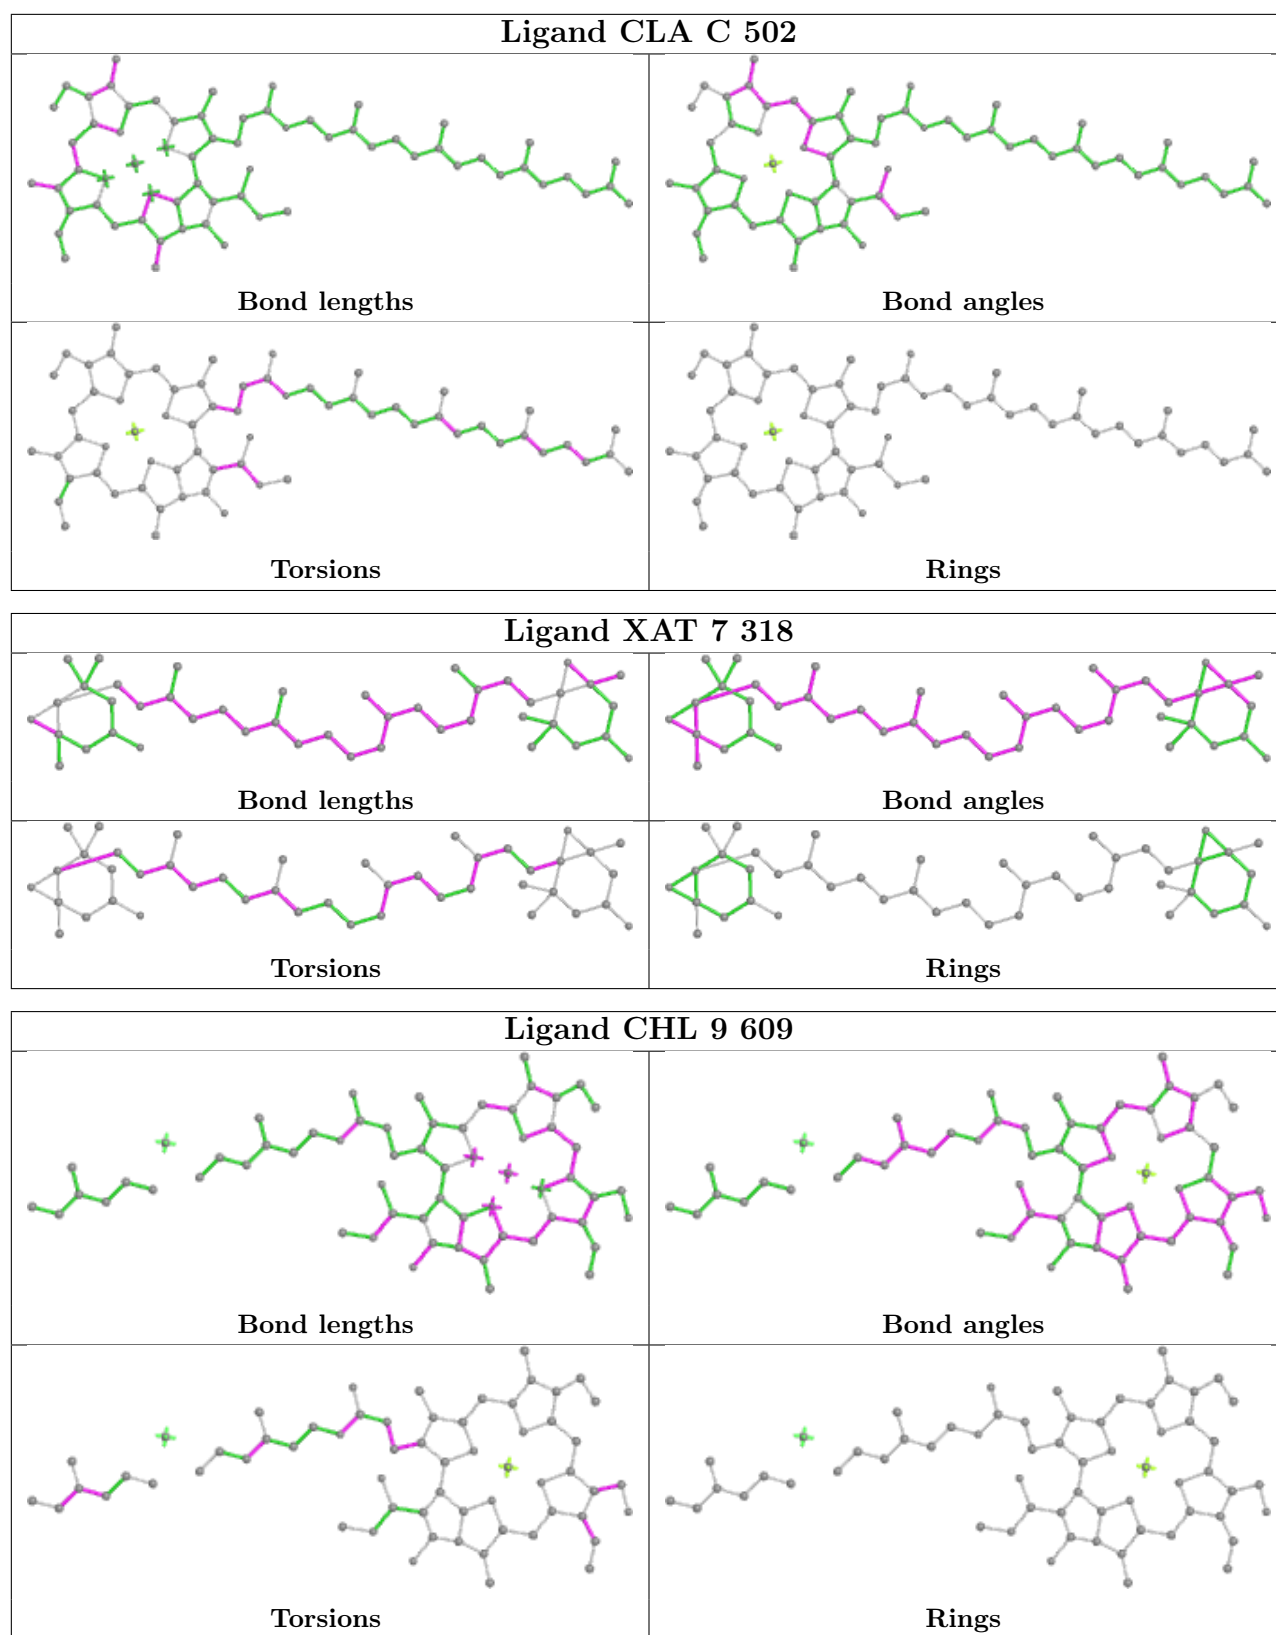 Ligand CLA C 502
Bond lengths
Bond angles
Torsions
Rings
Ligand XAT 7 318
Bond lengths
Bond angles
Torsions
Rings
Ligand CHL 9 609
Bond lengths
Bond angles
Torsions
Rings